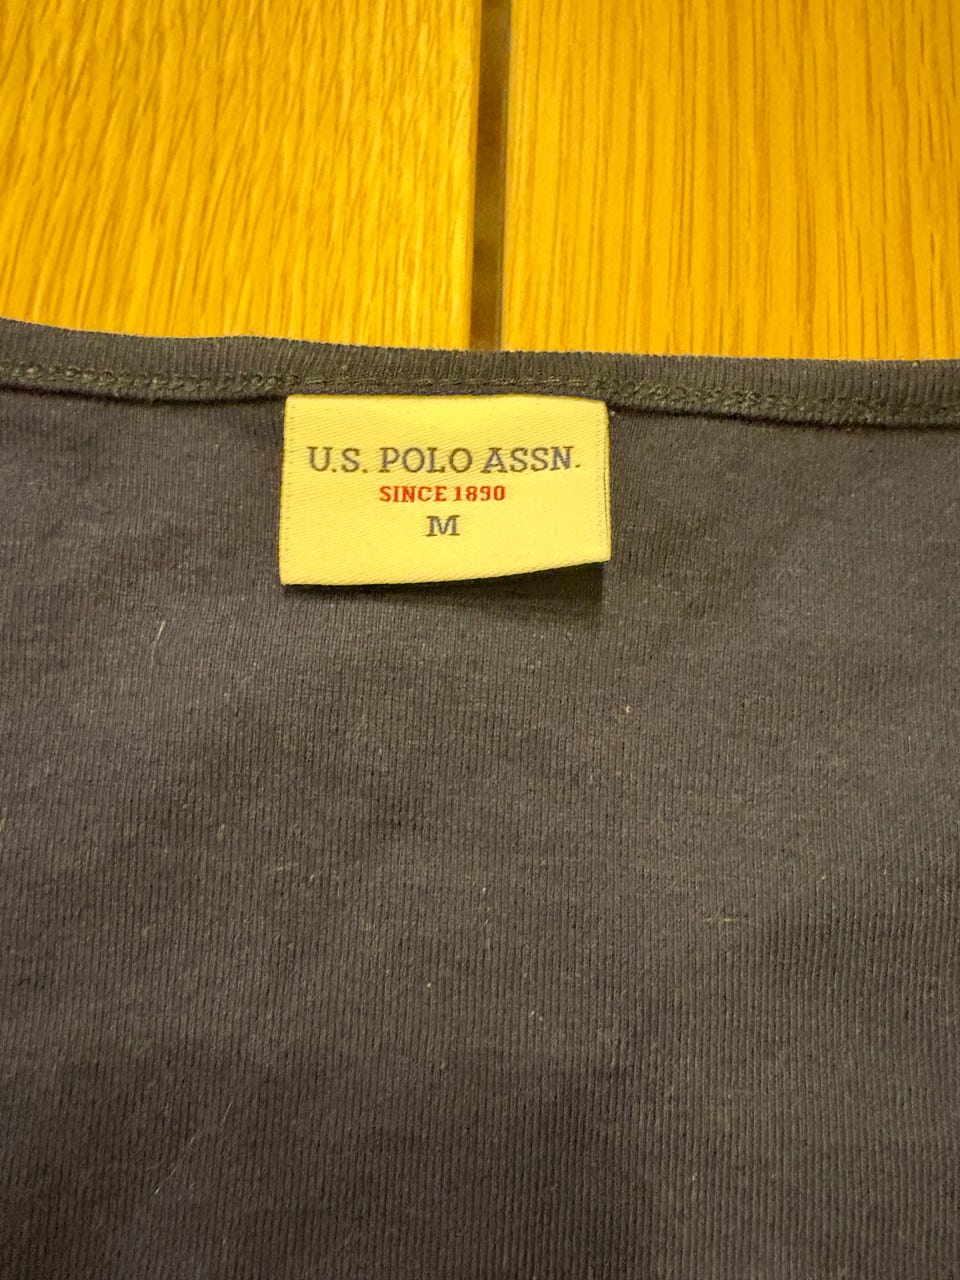 U.S. POLO ASSN.
SINCE 1890
M